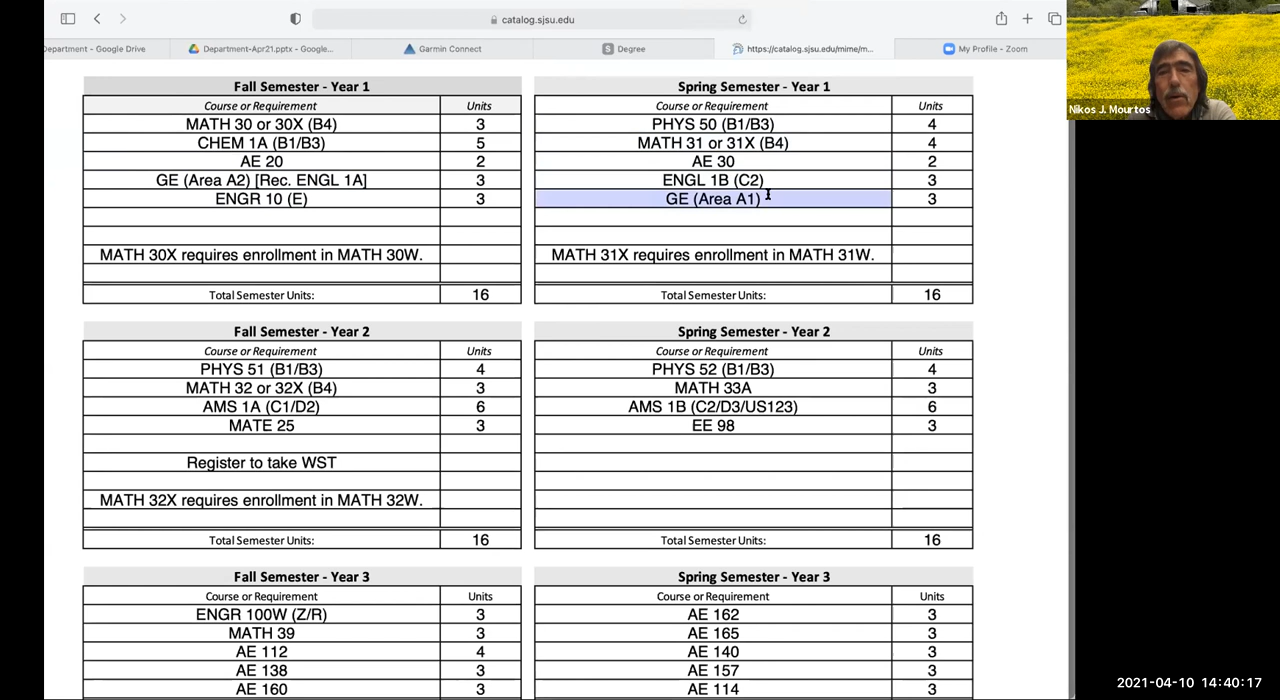 catalog.sjsu.edu
Department - Google Drive
Department-Apr21.pptx - Google...
Garmin Connect
Degree
https://catalog.sjsu.edu/mime/m...
My Profile - Zoom
Nikos J. Mourtos
Fall Semester - Year 1
Course or Requirement Units
MATH 30 or 30X (B4) 3
CHEM 1A (B1/B3) 5
AE 20 2
GE (Area A2) [Rec. ENGL 1A] 3
ENGR 10 (E) 3
MATH 30X requires enrollment in MATH 30W.
Total Semester Units: 16
Spring Semester - Year 1
Course or Requirement Units
PHYS 50 (B1/B3) 4
MATH 31 or 31X (B4) 4
AE 30 2
ENGL 1B (C2) 3
GE (Area A1) 3
MATH 31X requires enrollment in MATH 31W.
Total Semester Units: 16
Fall Semester - Year 2
Course or Requirement Units
PHYS 51 (B1/B3) 4
MATH 32 or 32X (B4) 3
AMS 1A (C1/D2) 6
MATE 25 3
Register to take WST
MATH 32X requires enrollment in MATH 32W.
Total Semester Units: 16
Spring Semester - Year 2
Course or Requirement Units
PHYS 52 (B1/B3) 4
MATH 33A 3
AMS 1B (C2/D3/US123) 6
EE 98 3
Total Semester Units: 16
Fall Semester - Year 3
Course or Requirement Units
ENGR 100W (Z/R) 3
MATH 39 3
AE 112 4
AE 138 3
AE 160 3
Spring Semester - Year 3
Course or Requirement Units
AE 162 3
AE 165 3
AE 140 3
AE 157 3
AE 114 3
2021-04-10 14:40:17